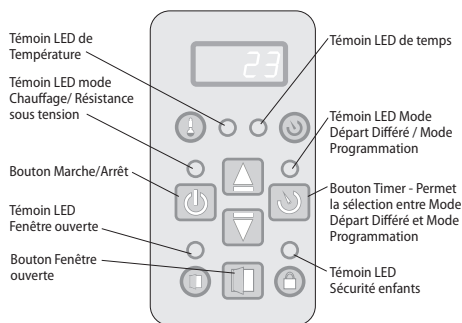 Témoin LED de
Température
Témoin LED mode
Chauffage/ Résistance
sous tension
Bouton Marche/Arrêt
Témoin LED
Fenêtre ouverte
Bouton Fenêtre
ouverte
23
Témoin LED de temps
Témoin LED Mode
Départ Différé / Mode
Programmation
Bouton Timer - Permet
la sélection entre Mode
Départ Différé et Mode
Programmation
Témoin LED
Sécurité enfants